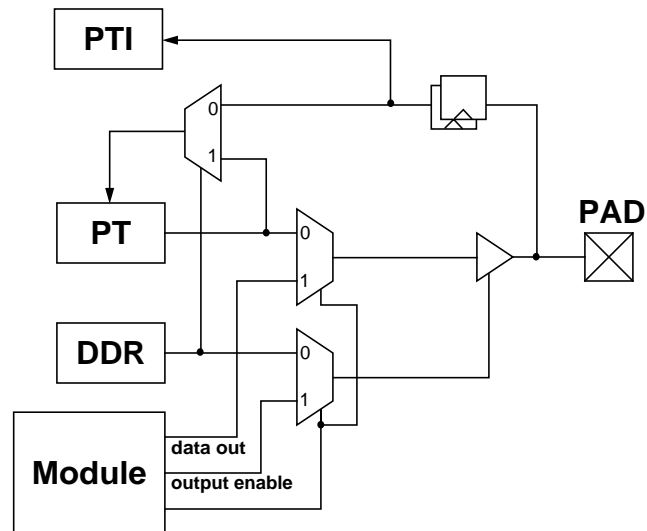 PTI
0
1
PT
PAD
0
1
DDR
0
1
data out
Module
output enable